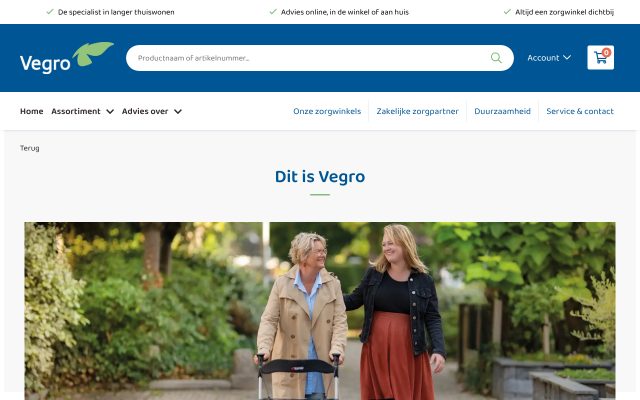 De specialist in langer thuiswonen
Advies online, in de winkel of aan huis
Altijd een zorgwinkel dichtbij
Vegro
Productnaam of artikelnummer...
Account
0
Home
Assortiment
Advies over
Onze zorgwinkels
Zakelijke zorgpartner
Duurzaamheid
Service & contact
Terug
Dit is Vegro